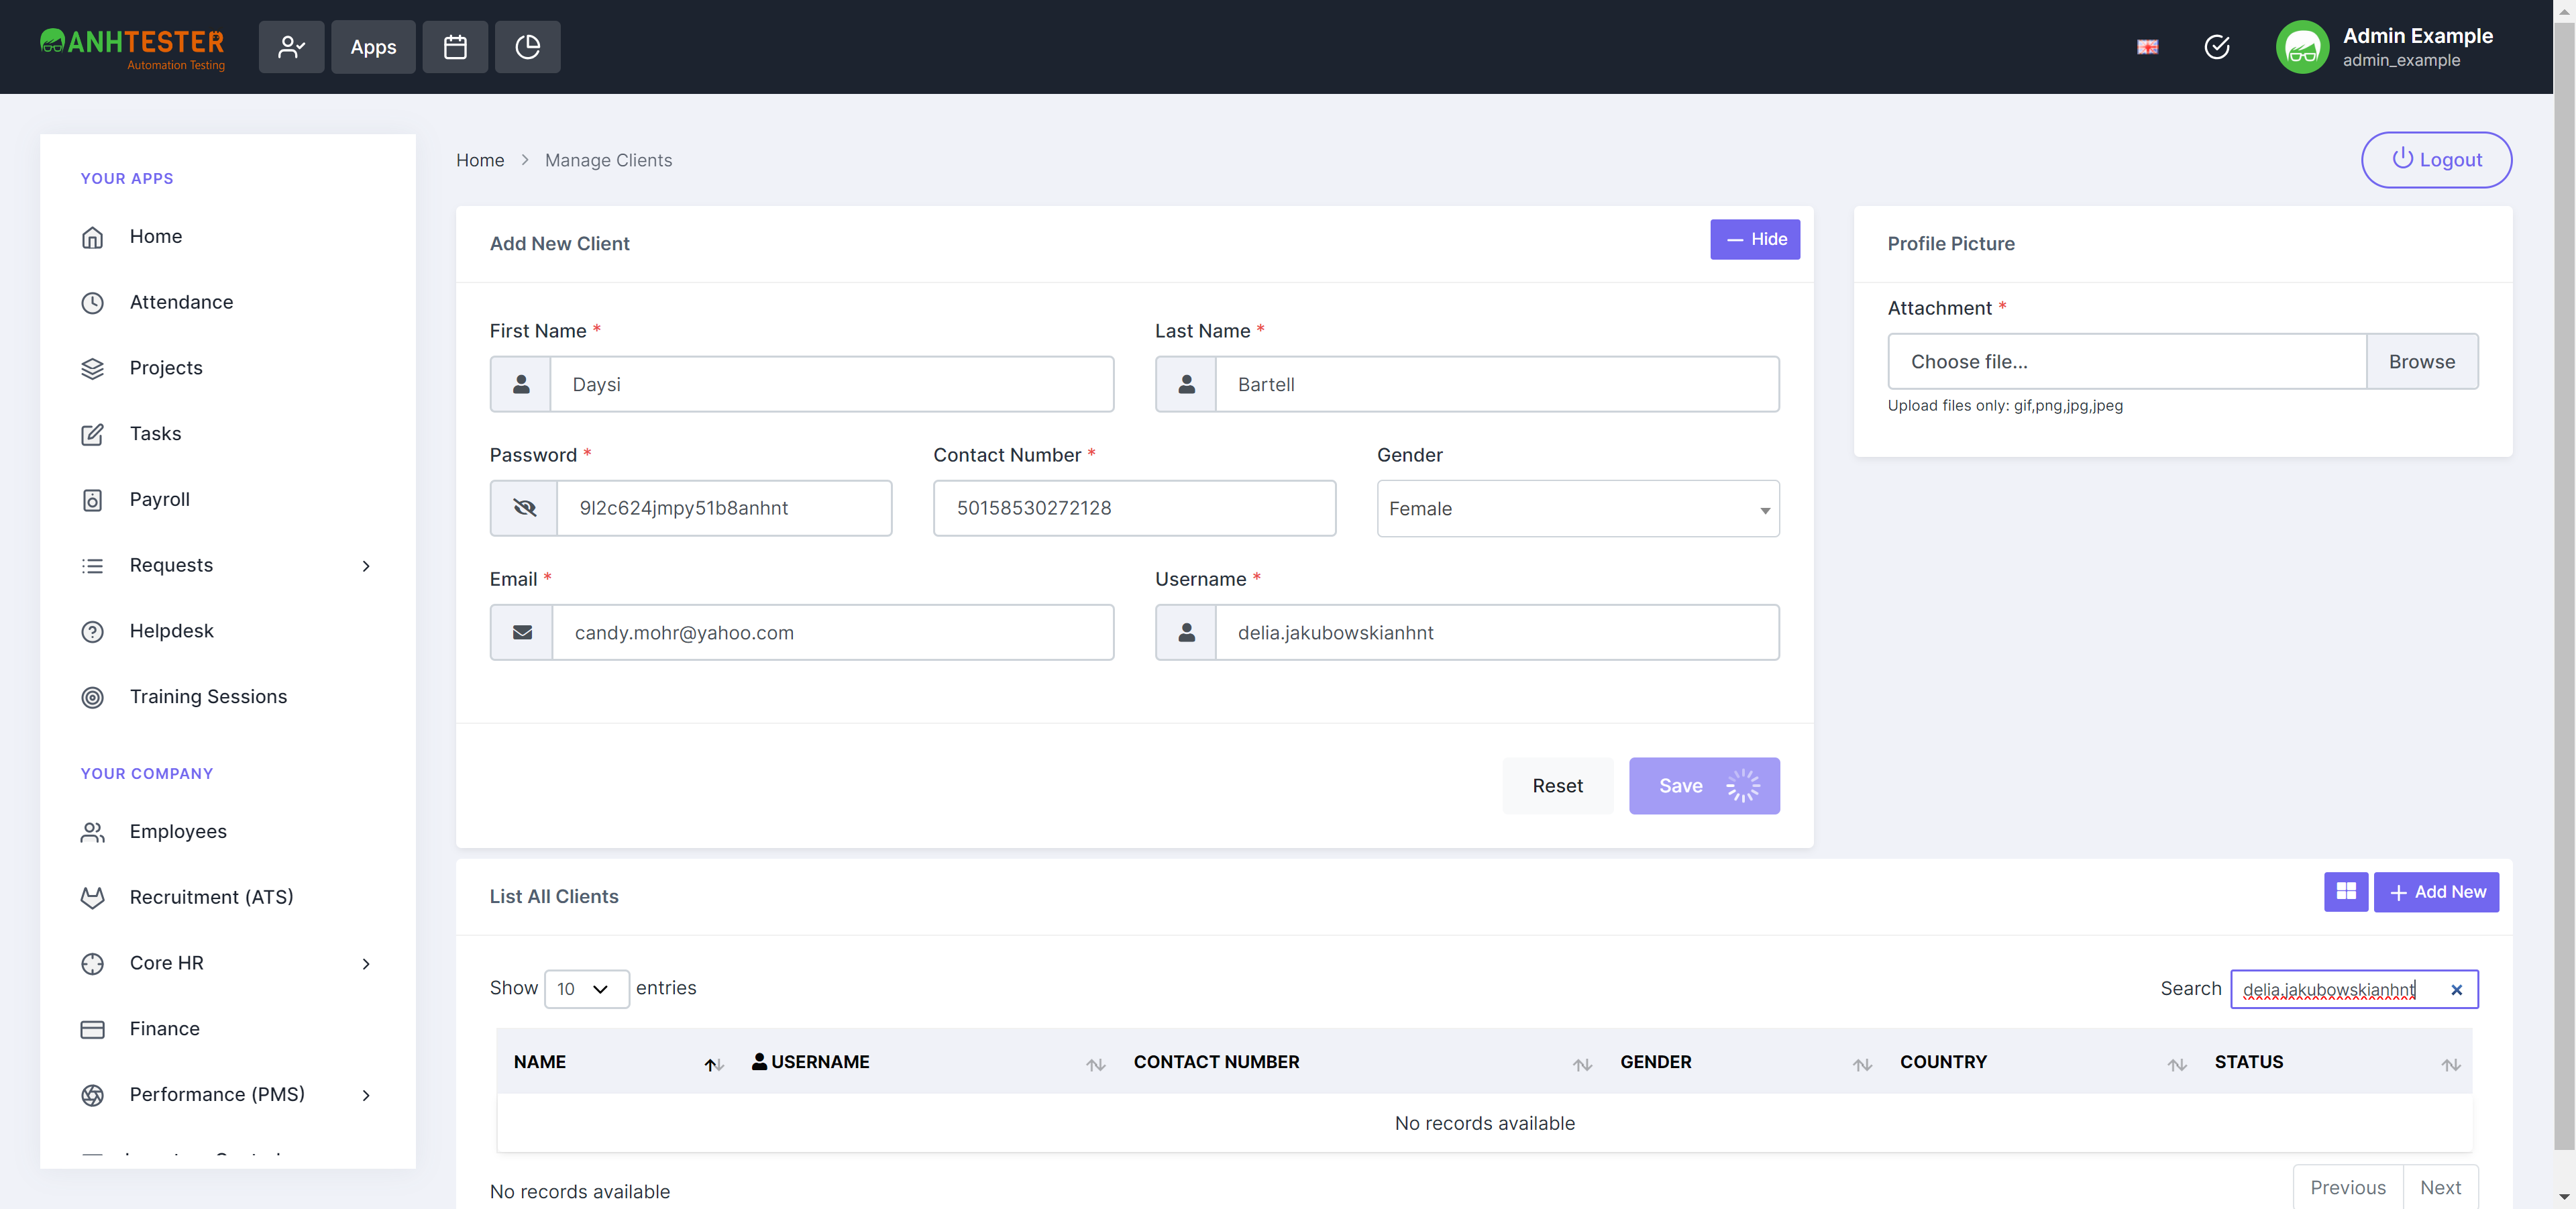 ANHTESTER
Automation Testing
Apps
Admin Example
admin_example
YOUR APPS
Home
Attendance
Projects
Tasks
Payroll
Requests
Helpdesk
Training Sessions
YOUR COMPANY
Employees
Recruitment (ATS)
Core HR
Finance
Performance (PMS)
Home > Manage Clients
Logout
Add New Client
Hide
First Name *
Daysi
Last Name *
Bartell
Password *
9l2c624jmpy51b8anhnt
Contact Number *
50158530272128
Gender
Female
Email *
candy.mohr@yahoo.com
Username *
delia.jakubowskianhnt
Reset
Save
Profile Picture
Attachment *
Choose file...
Browse
Upload files only: gif,png,jpg,jpeg
List All Clients
Add New
Show 10 entries
Search delia.jakubowskianhnt
NAME USERNAME CONTACT NUMBER GENDER COUNTRY STATUS
No records available
No records available
Previous Next